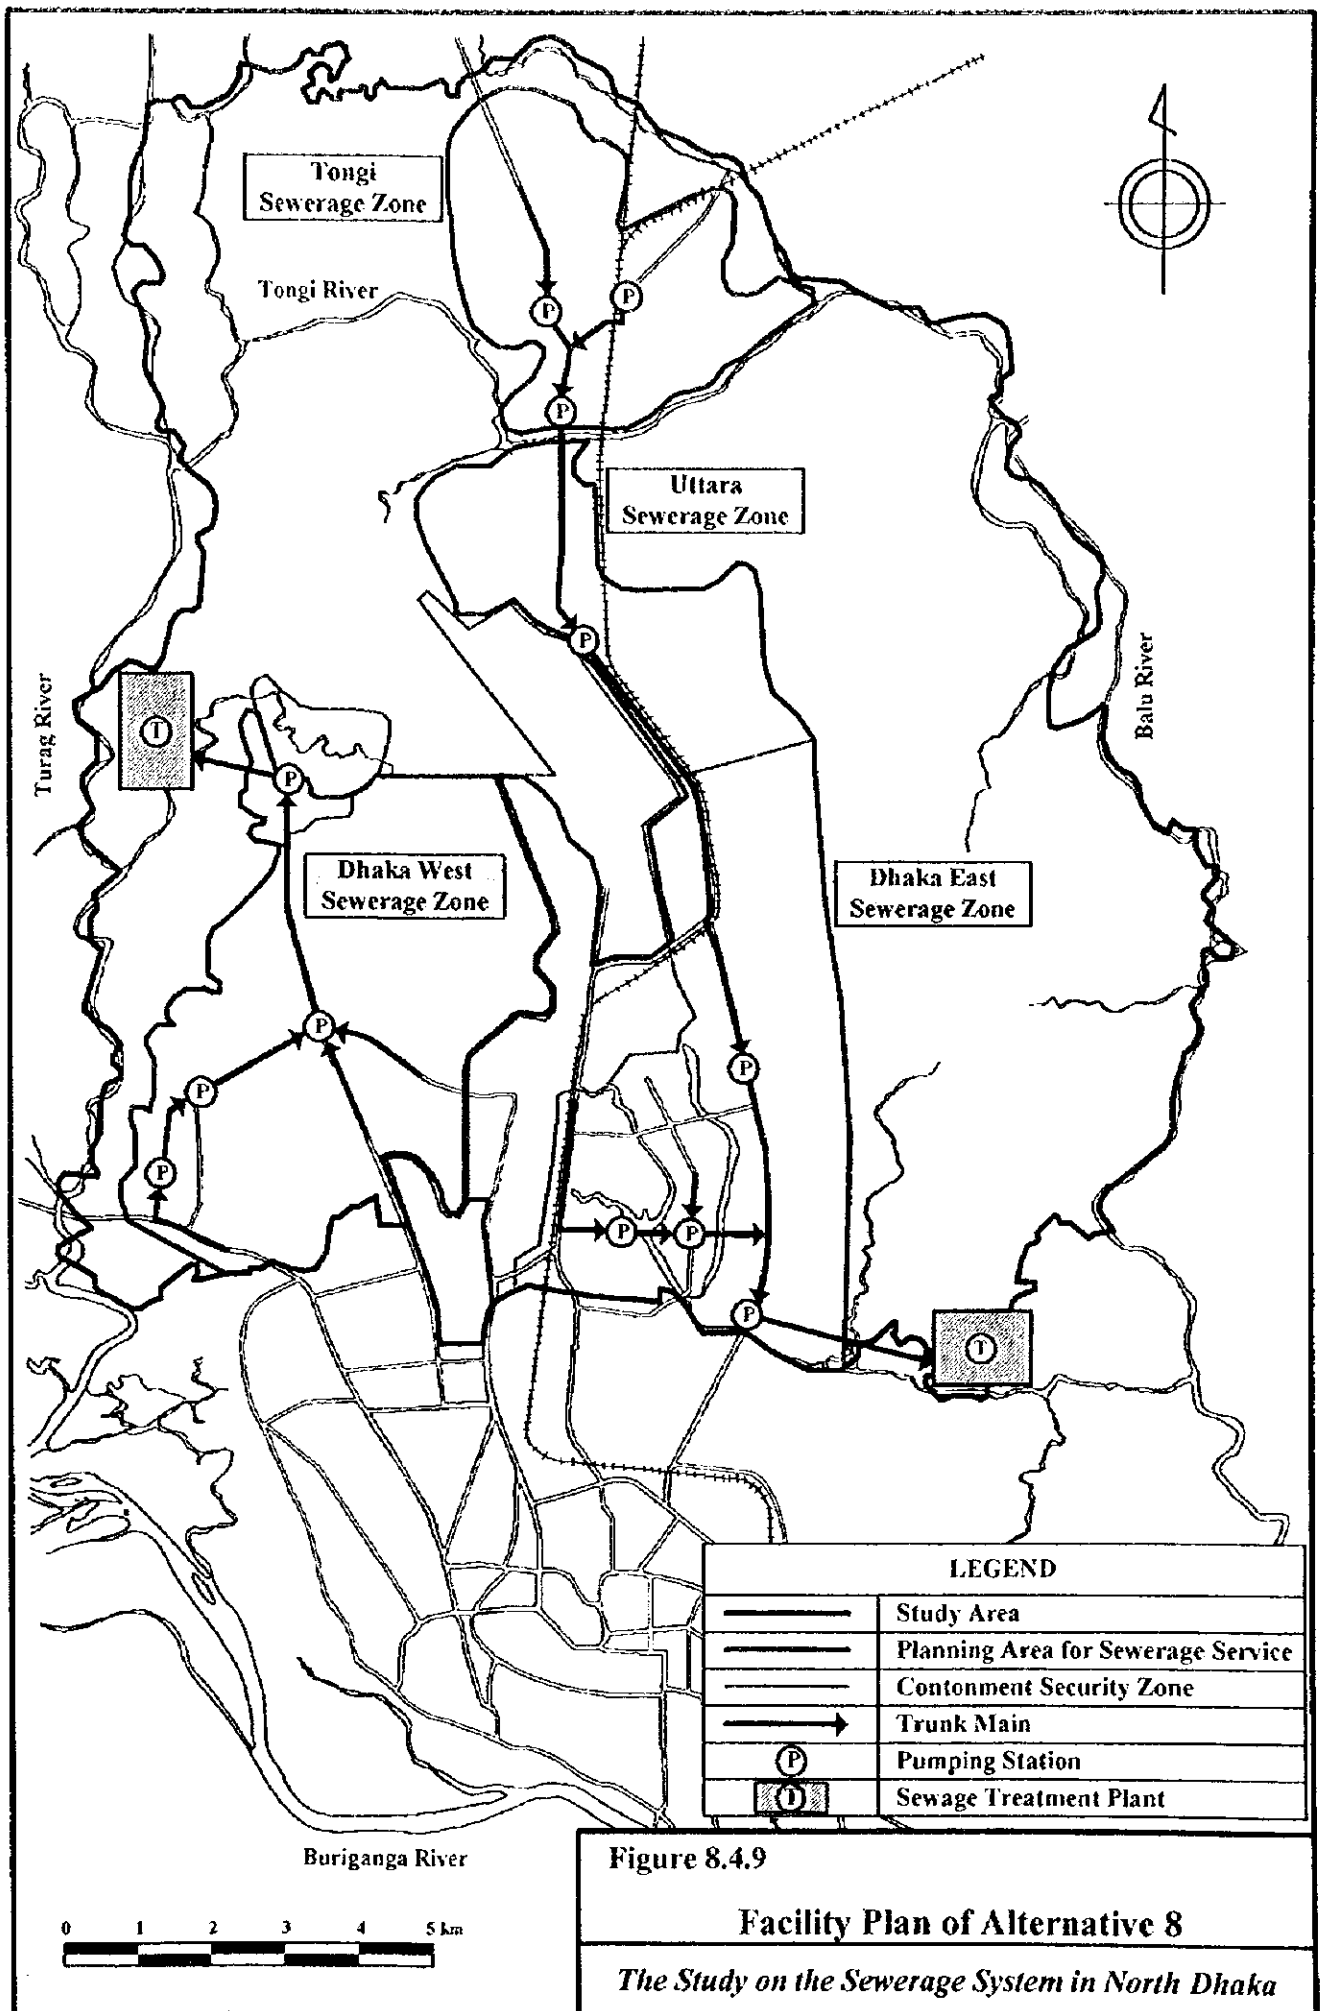 Tongi
Sewerage Zone
Tongi River
P
P
P
Uttara
Sewerage Zone
P
Turag River
T
P
Balu River
Dhaka West
Sewerage Zone
Dhaka East
Sewerage Zone
P
P
P
P
P
P
P
T
LEGEND
Study Area
Planning Area for Sewerage Service
Contonment Security Zone
Trunk Main
P Pumping Station
T Sewage Treatment Plant
Buriganga River
Figure 8.4.9
0 1 2 3 4 5 km
Facility Plan of Alternative 8
The Study on the Sewerage System in North Dhaka